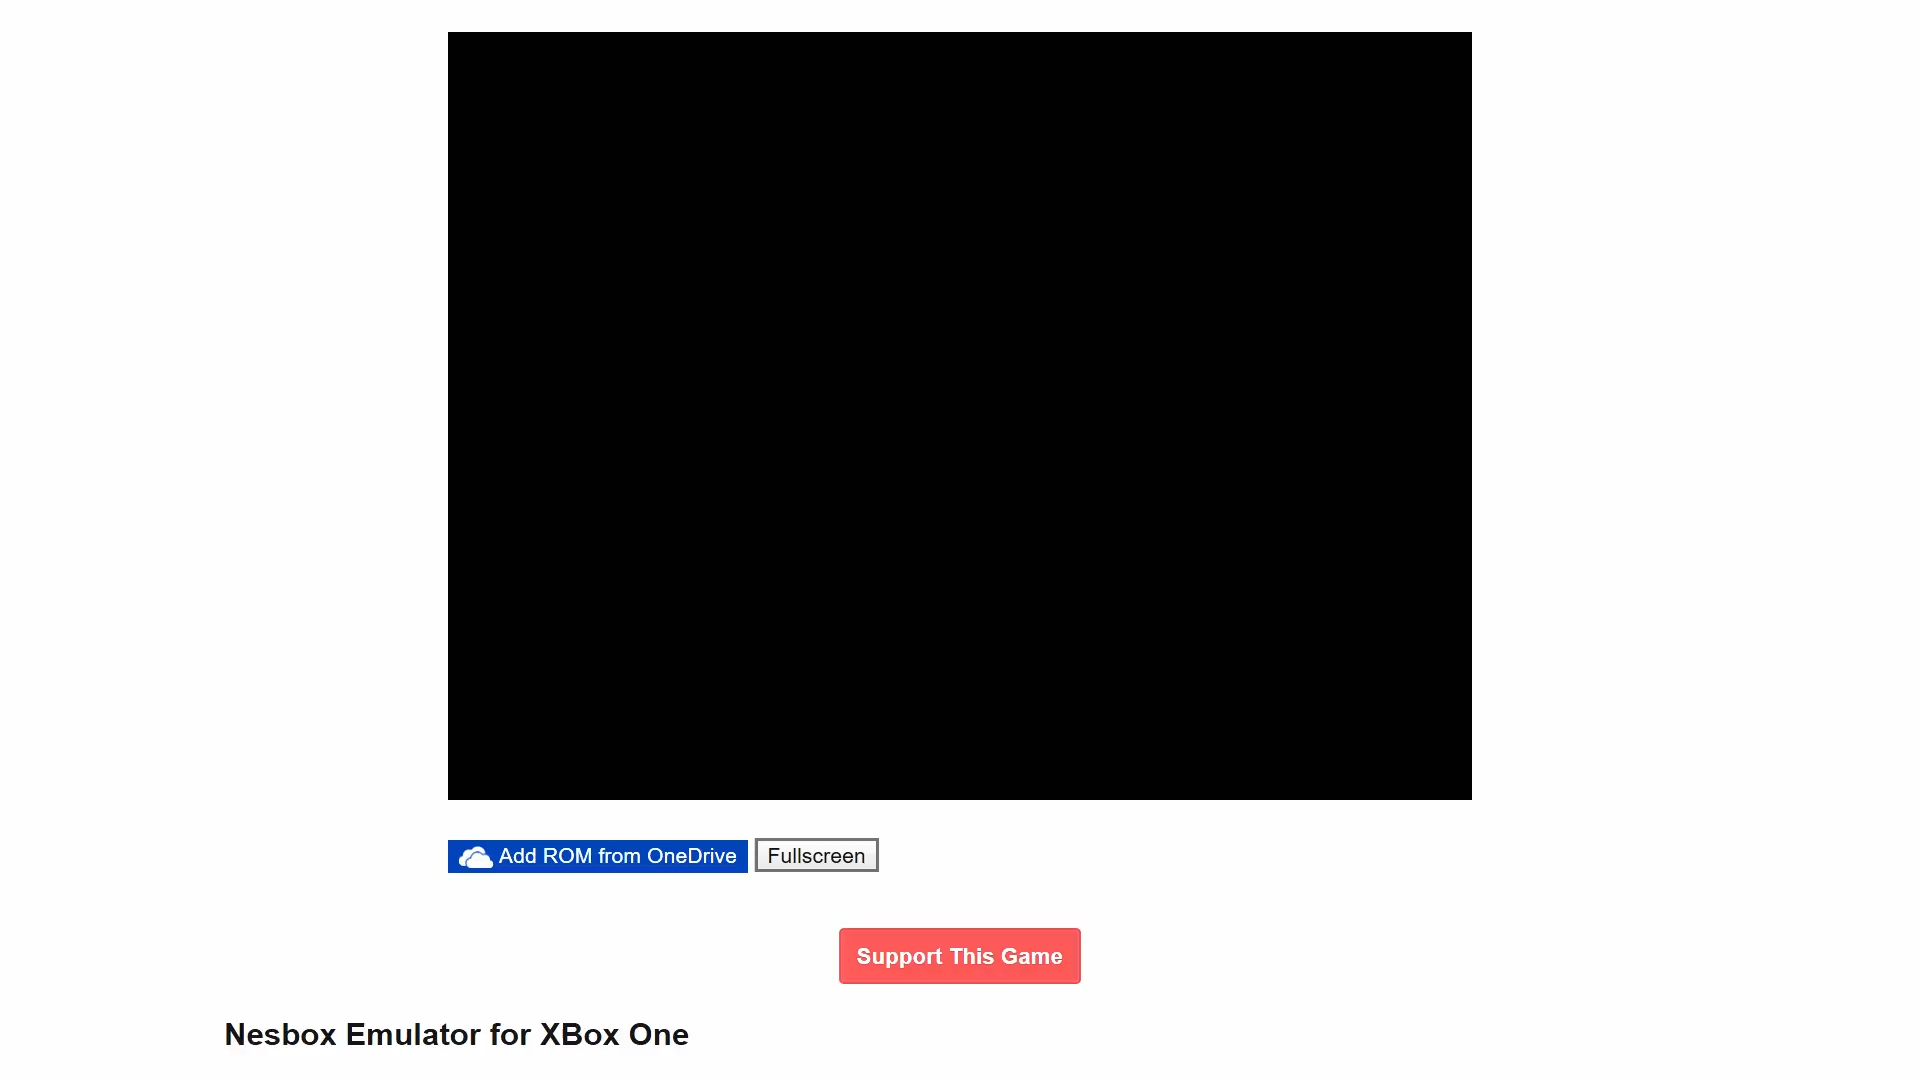 Add ROM from OneDrive Fullscreen
Support This Game
Nesbox Emulator for XBox One